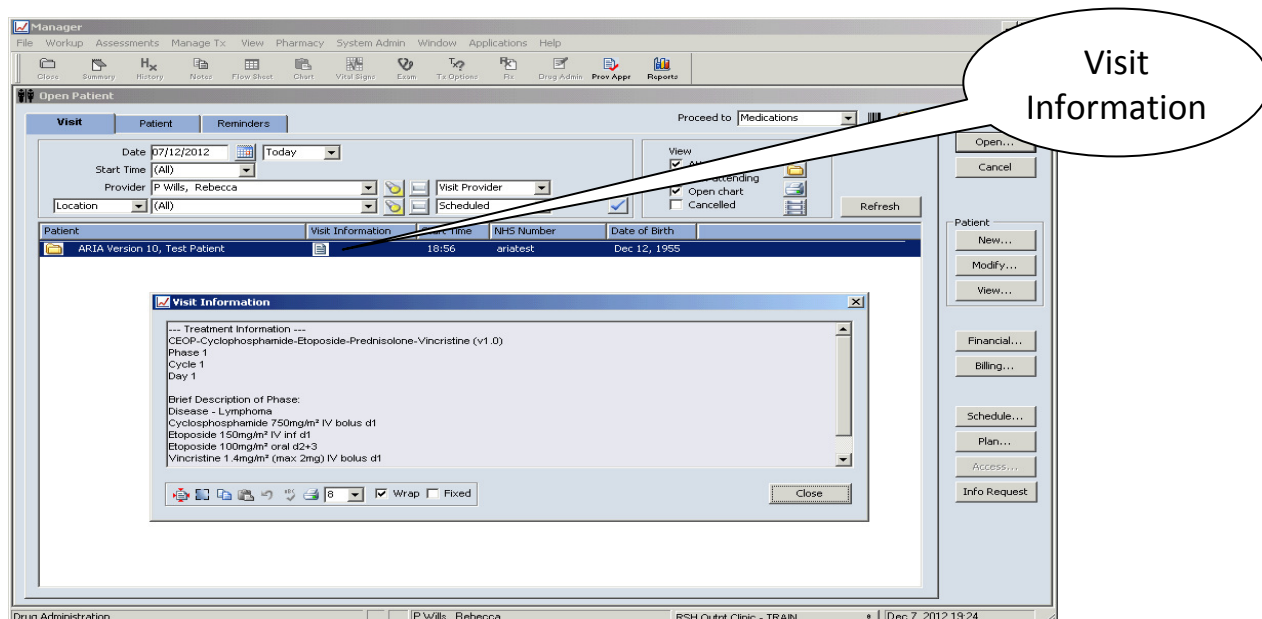 Manager
File Workup Assessments Manage Tx View Pharmacy System Admin Window Applications Help
Close Summary History Notes Flow Sheet Chart Vital Signs Exam Tx Options Rx Drug Admin Prov Appr Reports
Visit
Information
Open Patient
Visit Patient Reminders
Proceed to Medications
Date 07/12/2012 Today
Start Time (All)
Provider P Wills, Rebecca Visit Provider
Location (All) Scheduled
View
attending
Open chart
Cancelled
Refresh
Open...
Cancel
Patient Visit Information Start Time NHS Number Date of Birth
ARIA Version 10, Test Patient 18:56 ariatest Dec 12, 1955
Patient
New...
Modify...
View...
Financial...
Billing...
Schedule...
Plan...
Access...
Info Request
Visit Information
--- Treatment Information ---
CEOP-Cyclophosphamide-Etoposide-Prednisolone-Vincristine (v1.0)
Phase 1
Cycle 1
Day 1
Brief Description of Phase:
Disease - Lymphoma
Cyclosphosphamide 750mg/m² IV bolus d1
Etoposide 150mg/m² IV inf d1
Etoposide 100mg/m² oral d2+3
Vincristine 1.4mg/m² (max 2mg) IV bolus d1
8 Wrap Fixed
Close
Drug Administration P Wills, Rebecca RSH Outpt Clinic - TRAIN * Dec 7, 2012 19:24